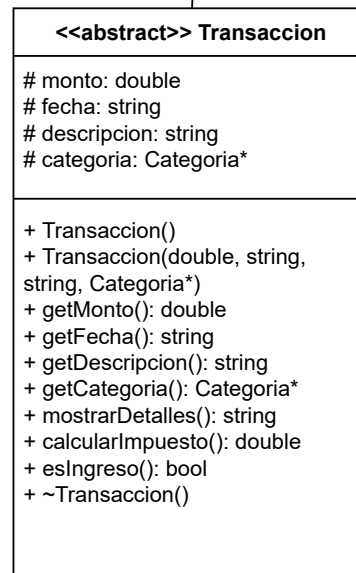 <<abstract>> Transaccion
# monto: double
# fecha: string
# descripcion: string
# categoria: Categoria*
+ Transaccion()
+ Transaccion(double, string,
string, Categoria*)
+ getMonto(): double
+ getFecha(): string
+ getDescripcion(): string
+ getCategoria(): Categoria*
+ mostrarDetalles(): string
+ calcularImpuesto(): double
+ esIngreso(): bool
+ ~Transaccion()